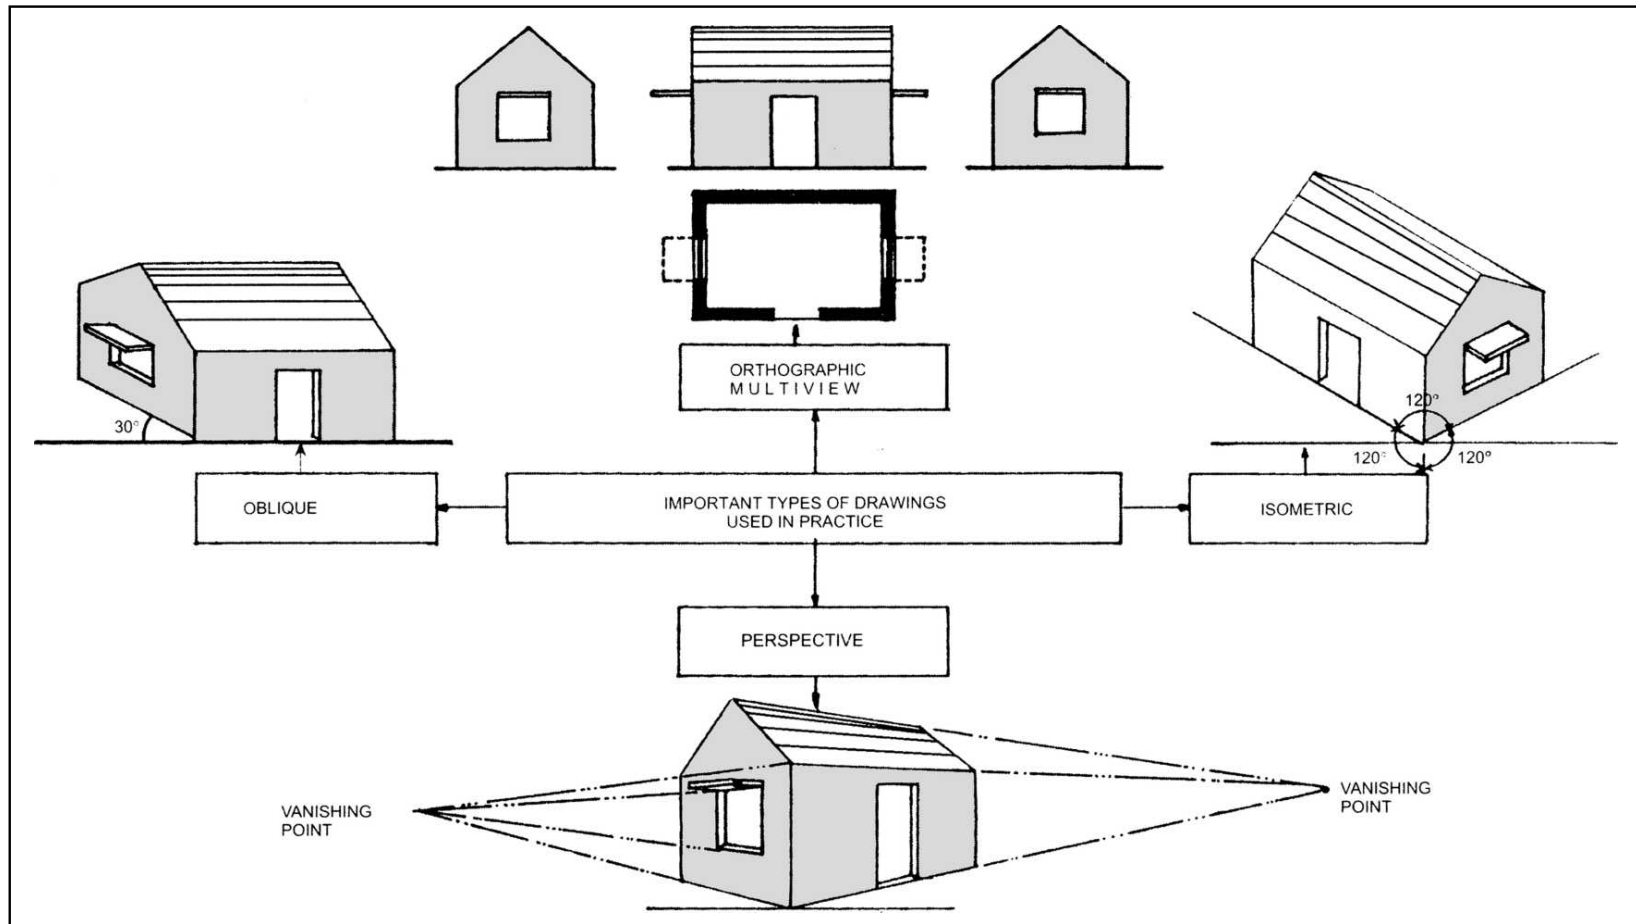 ORTHOGRAPHIC
MULTIVIEW
30°
120°
120°
120°
OBLIQUE
IMPORTANT TYPES OF DRAWINGS
USED IN PRACTICE
ISOMETRIC
PERSPECTIVE
VANISHING
POINT
VANISHING
POINT